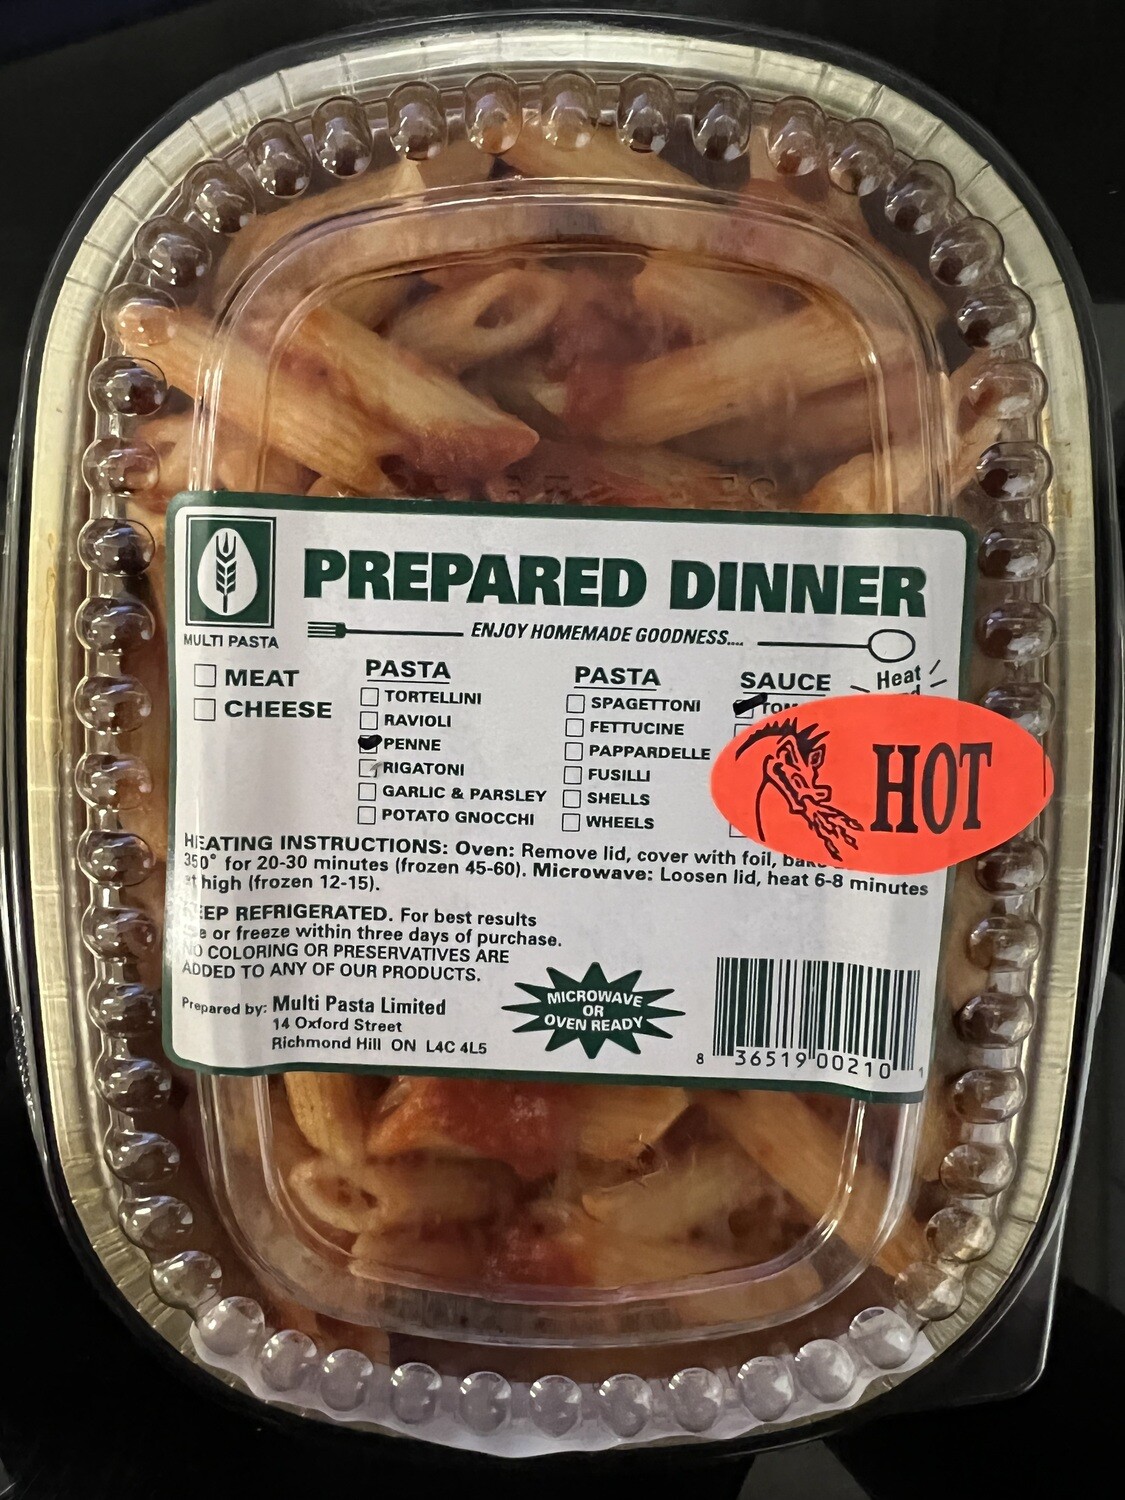 PREPARED DINNER
MULTI PASTA
ENJOY HOMEMADE GOODNESS....
MEAT
CHEESE
PASTA
TORTELLINI
RAVIOLI
PENNE
RIGATONI
GARLIC & PARSLEY
POTATO GNOCCHI
PASTA
SPAGETTONI
FETTUCINE
PAPPARDELLE
FUSILLI
SHELLS
WHEELS
SAUCE
Heat
HOT
HEATING INSTRUCTIONS: Oven: Remove lid, cover with foil,
350° for 20-30 minutes (frozen 45-60). Microwave: Loosen lid, heat 6-8 minutes
high (frozen 12-15).
KEEP REFRIGERATED. For best results
or freeze within three days of purchase.
NO COLORING OR PRESERVATIVES ARE
ADDED TO ANY OF OUR PRODUCTS.
Prepared by: Multi Pasta Limited
14 Oxford Street
Richmond Hill ON L4C 4L5
MICROWAVE
OR
OVEN READY
8 36519 00210 1